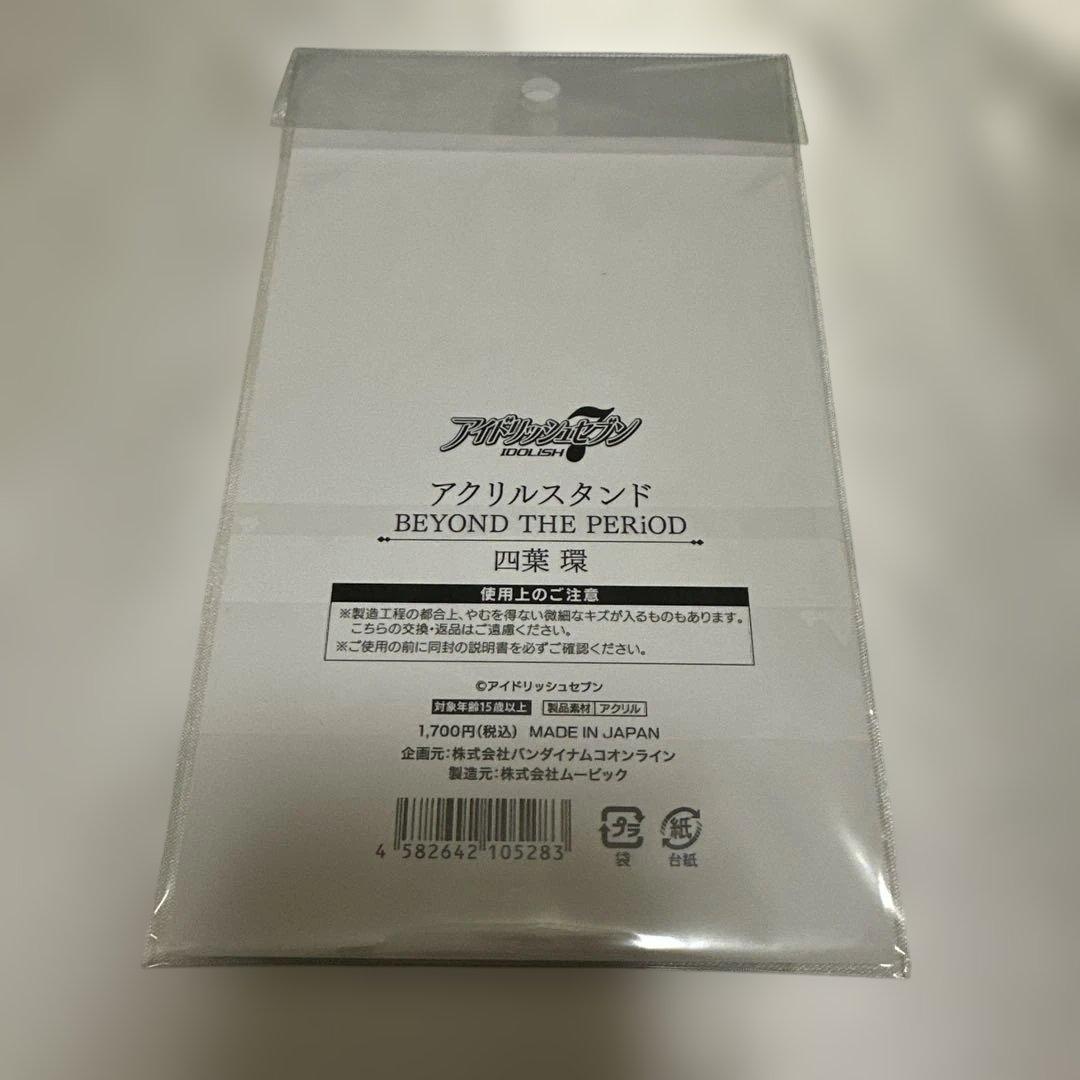 アイドリッシュセブン
IDOLiSH 7
アクリルスタンド
BEYOND THE PERiOD
四葉 環
使用上のご注意
※製造工程の都合上、やむを得ない微細なキズが入るものもあります。
こちらの交換・返品はご遠慮ください。
※ご使用の前に同封の説明書を必ずご確認ください。
©アイドリッシュセブン
対象年齢15歳以上 製品素材 アクリル
1,700円(税込) MADE IN JAPAN
企画元:株式会社バンダイナムコオンライン
製造元:株式会社ムービック
4 582642 105283
プラ 紙
袋 台紙